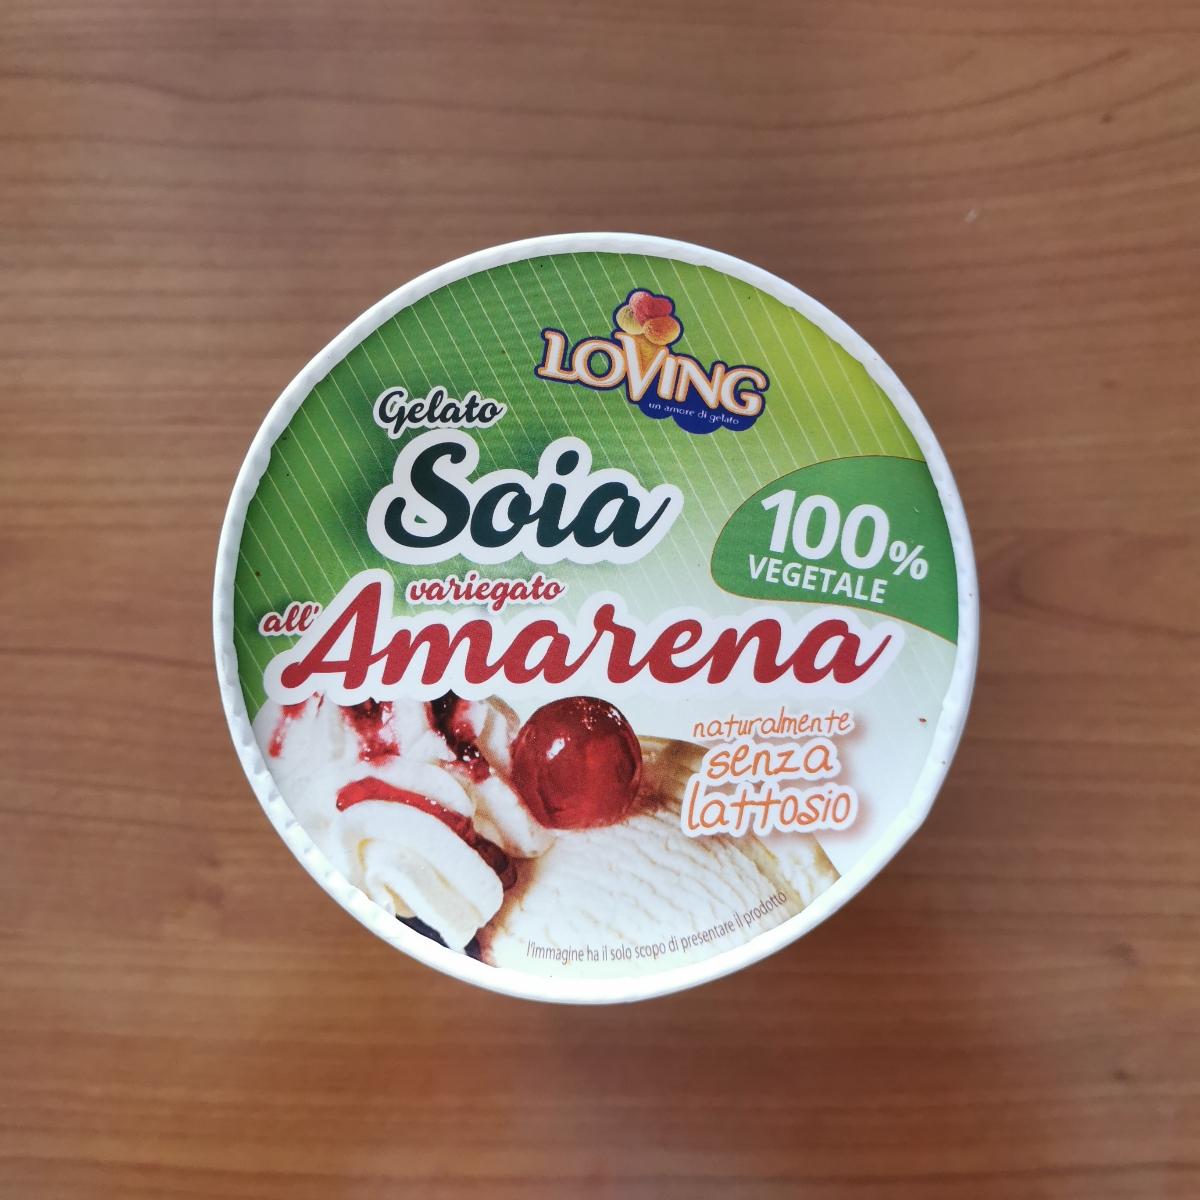 LOVING
un amore di gelato
Gelato
Soia
100%
VEGETALE
variegato
all'Amarena
naturalmente
senza
lattosio
l'immagine ha il solo scopo di presentare il prodotto